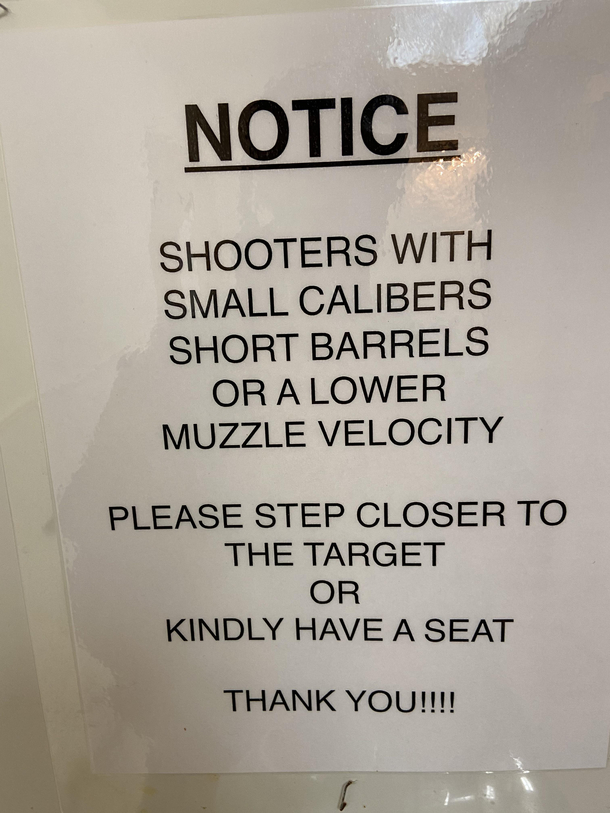 NOTICE
SHOOTERS WITH
SMALL CALIBERS
SHORT BARRELS
OR A LOWER
MUZZLE VELOCITY
PLEASE STEP CLOSER TO
THE TARGET
OR
KINDLY HAVE A SEAT
THANK YOU!!!!